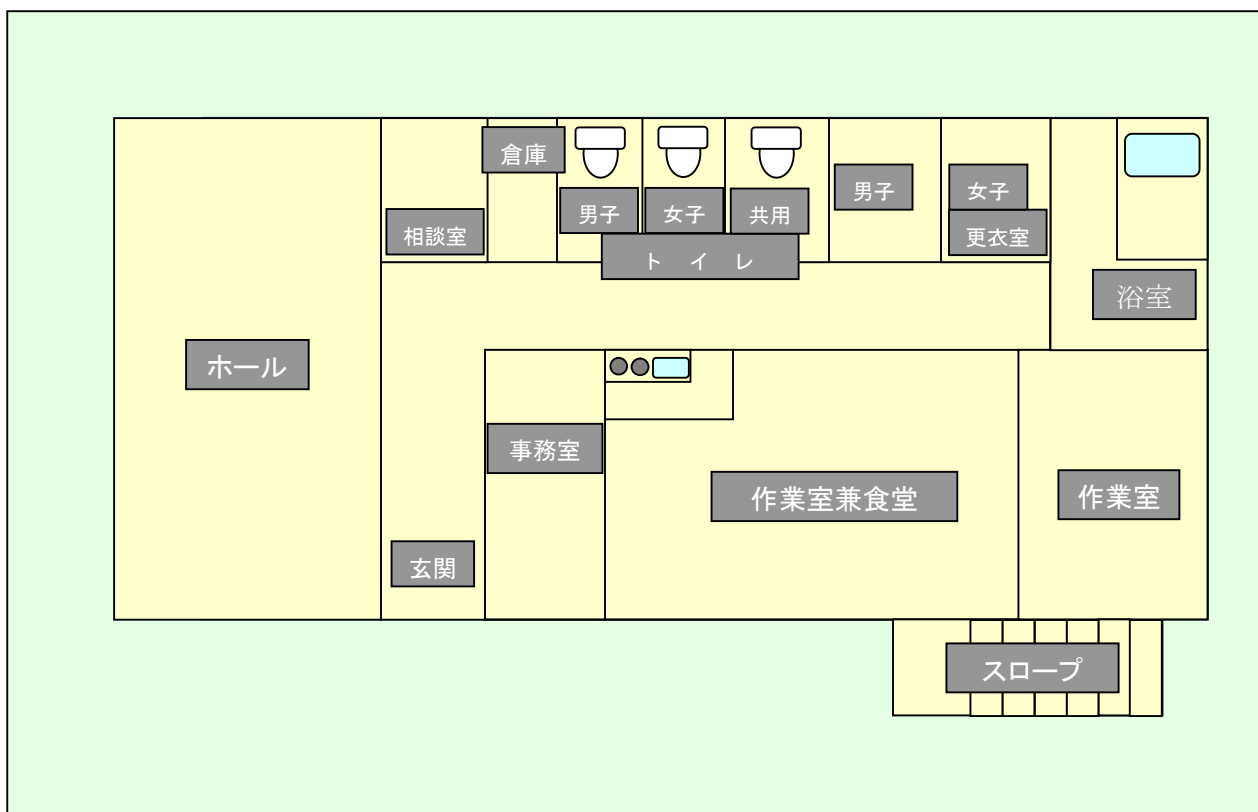 倉庫
男子
女子
共用
男子
女子
相談室
更衣室
ト イ レ
浴室
ホール
事務室
作業室兼食堂
作業室
玄関
スロープ